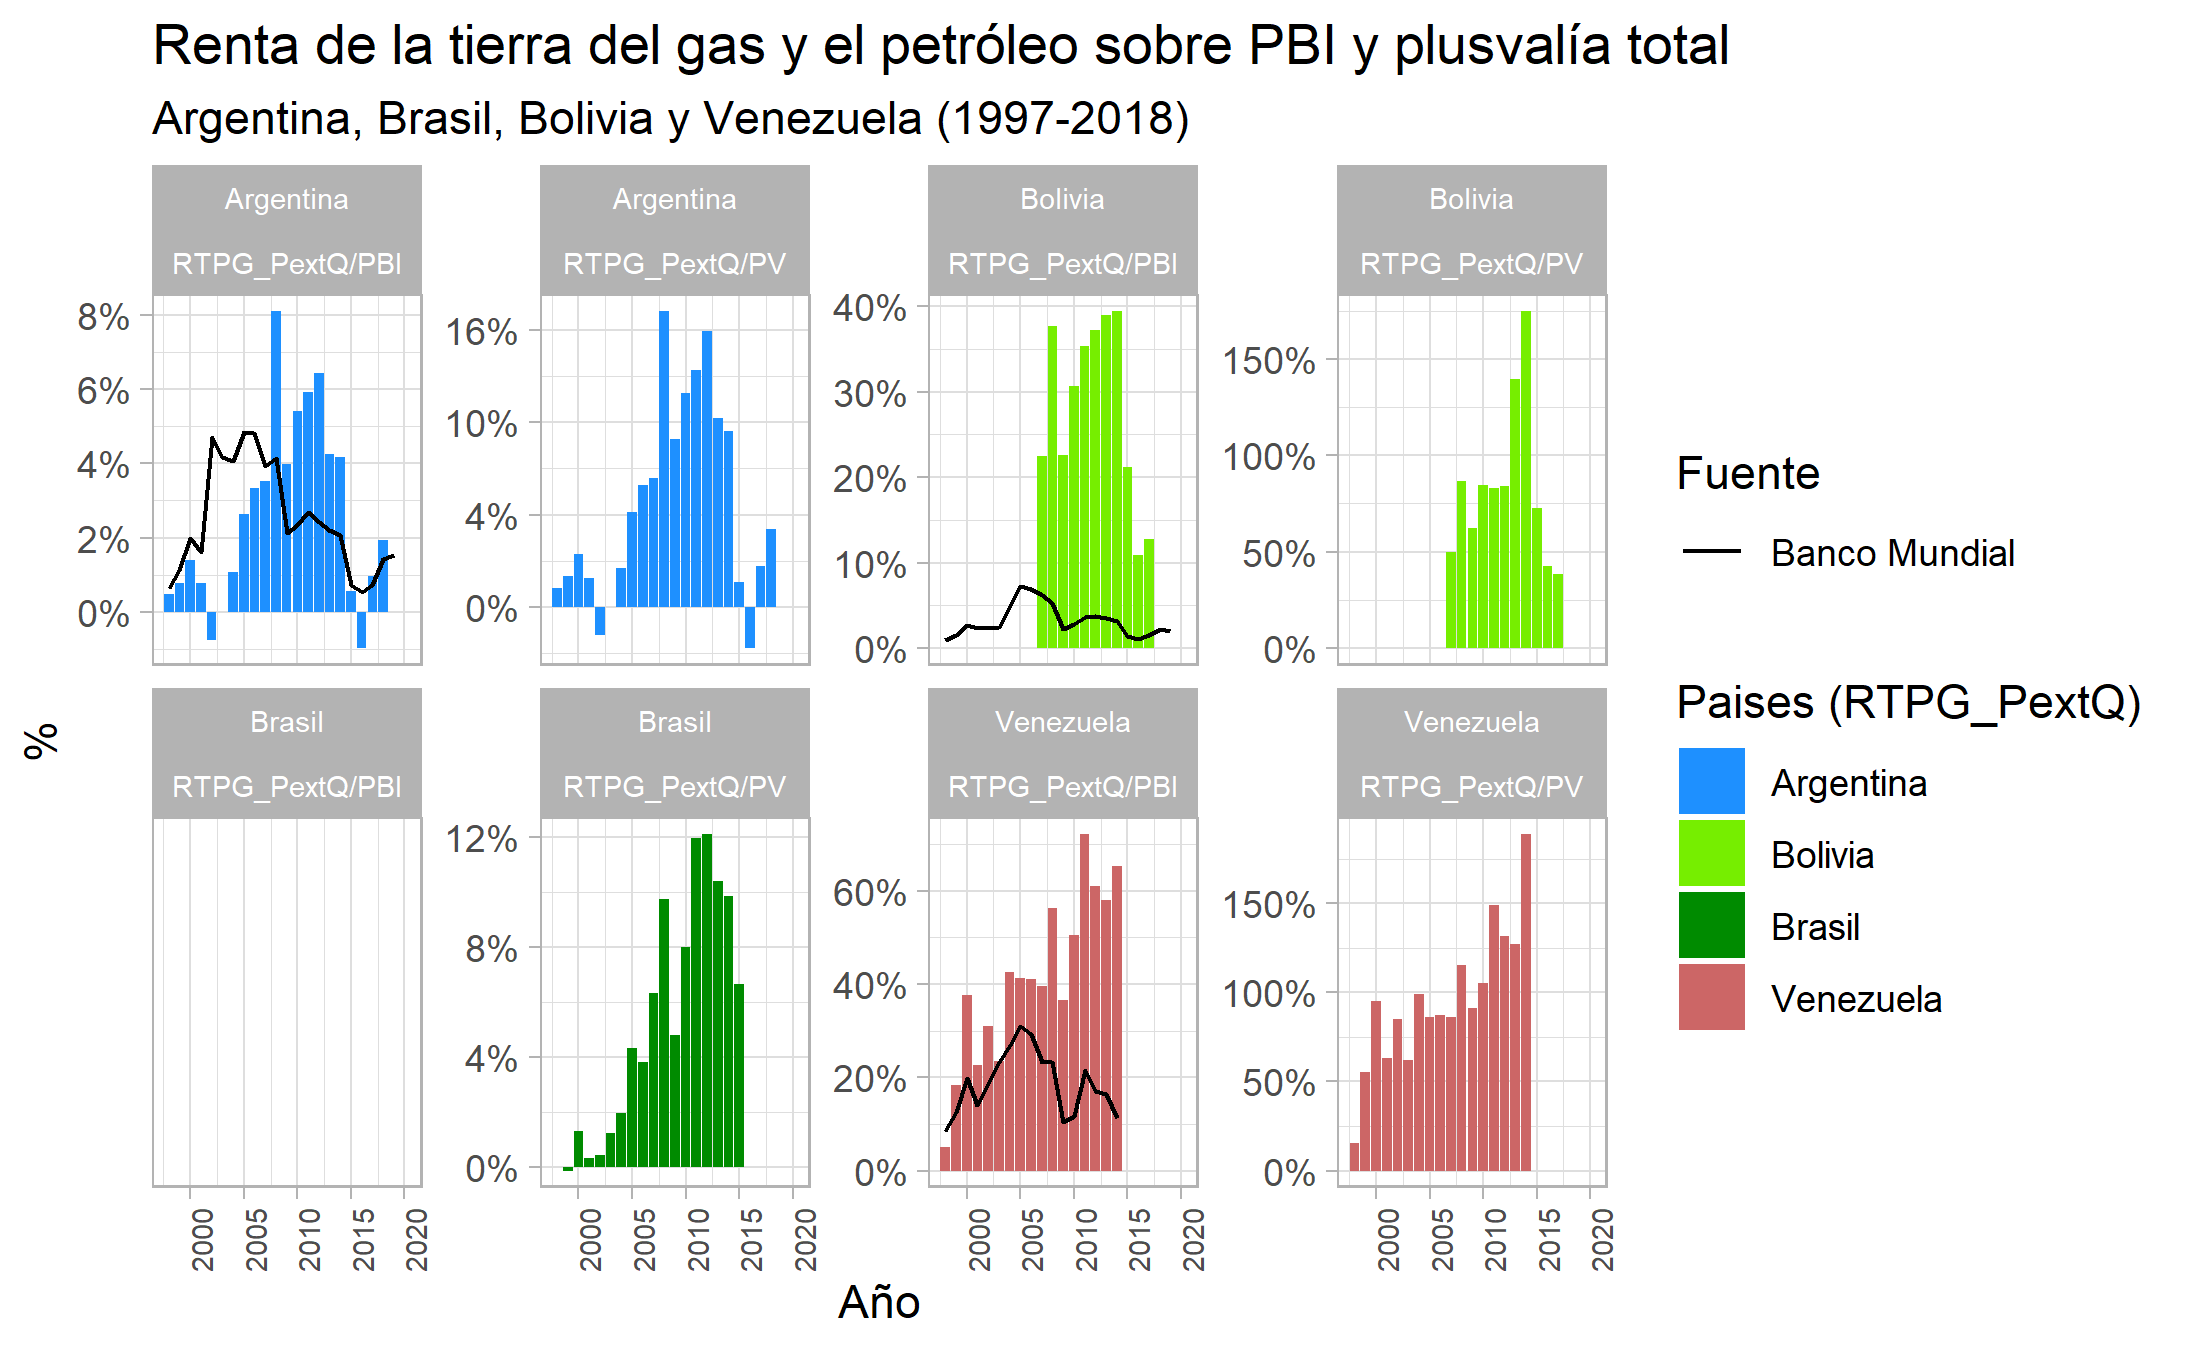 Renta de la tierra del gas y el petróleo sobre PBI y plusvalía total
Argentina, Brasil, Bolivia y Venezuela (1997-2018)
Argentina
RTPG_PextQ/PBI
8%
6%
4%
2%
0%
Argentina
RTPG_PextQ/PV
16%
10%
4%
0%
Bolivia
RTPG_PextQ/PBI
40%
30%
20%
10%
0%
Bolivia
RTPG_PextQ/PV
150%
100%
50%
0%
Brasil
RTPG_PextQ/PBI
2000
2005
2010
2015
2020
Brasil
RTPG_PextQ/PV
12%
8%
4%
0%
2000
2005
2010
2015
2020
Venezuela
RTPG_PextQ/PBI
60%
40%
20%
0%
2000
2005
2010
2015
2020
Venezuela
RTPG_PextQ/PV
150%
100%
50%
0%
2000
2005
2010
2015
2020
%
Año
Fuente
Banco Mundial
Paises (RTPG_PextQ)
Argentina
Bolivia
Brasil
Venezuela